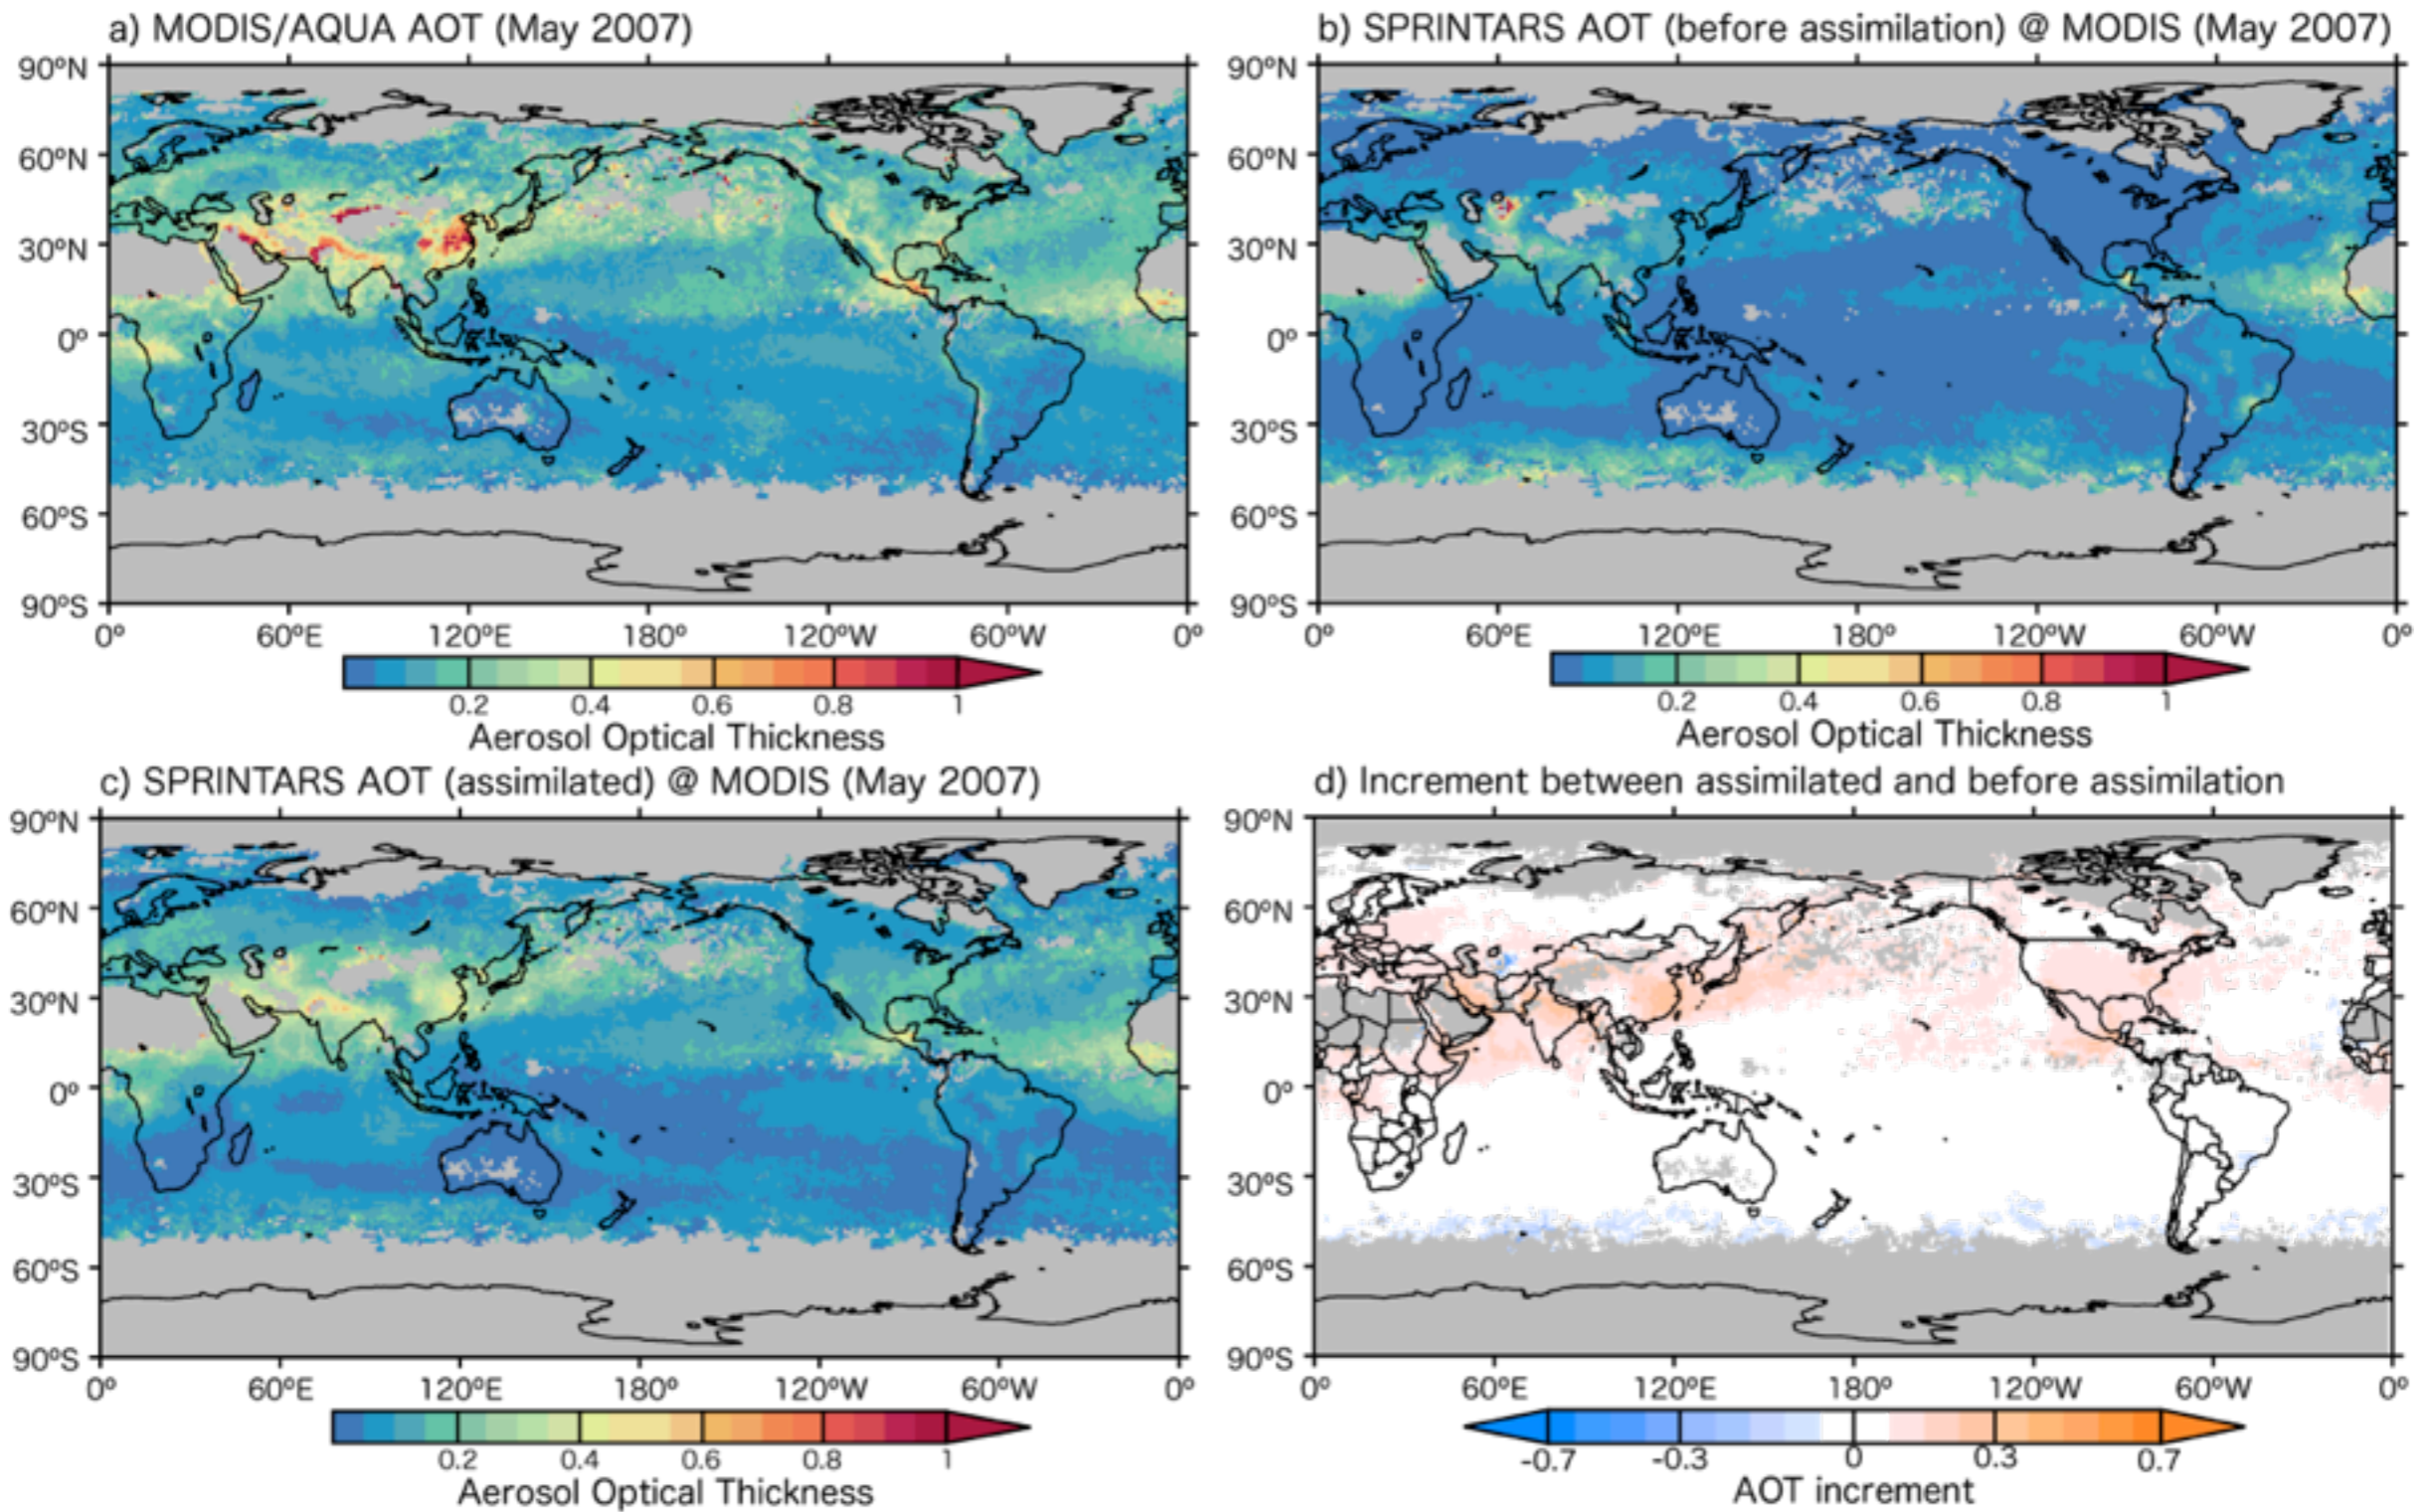 a) MODIS/AQUA AOT (May 2007)
90°N
60°N
30°N
0°
30°S
60°S
90°S
0° 60°E 120°E 180° 120°W 60°W 0°
0.2 0.4 0.6 0.8 1
Aerosol Optical Thickness
b) SPRINTARS AOT (before assimilation) @ MODIS (May 2007)
90°N
60°N
30°N
0°
30°S
60°S
90°S
0° 60°E 120°E 180° 120°W 60°W 0°
0.2 0.4 0.6 0.8 1
Aerosol Optical Thickness
c) SPRINTARS AOT (assimilated) @ MODIS (May 2007)
90°N
60°N
30°N
0°
30°S
60°S
90°S
0° 60°E 120°E 180° 120°W 60°W 0°
0.2 0.4 0.6 0.8 1
Aerosol Optical Thickness
d) Increment between assimilated and before assimilation
90°N
60°N
30°N
0°
30°S
60°S
90°S
0° 60°E 120°E 180° 120°W 60°W 0°
-0.7 -0.3 0 0.3 0.7
AOT increment